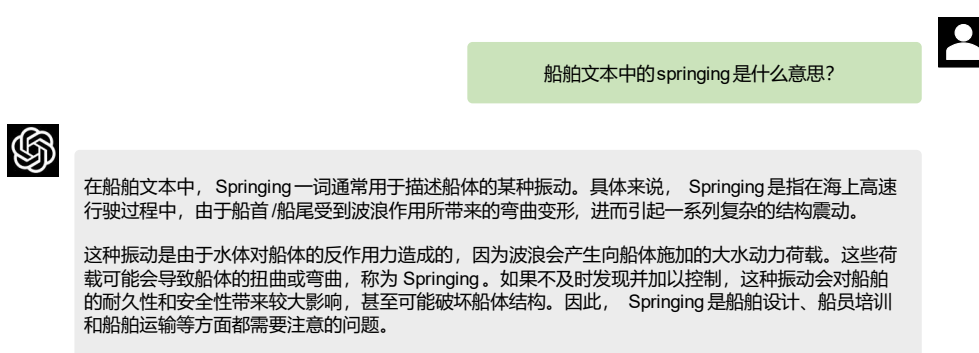 船舶文本中的springing是什么意思？
在船舶文本中，Springing一词通常用于描述船体的某种振动。具体来说， Springing是指在海上高速
行驶过程中，由于船首/船尾受到波浪作用所带来的弯曲变形, 进而引起一系列复杂的结构震动。
这种振动是由于水体对船体的反作用力造成的，因为波浪会产生向船体施加的大水动力荷载。这些荷
载可能会导致船体的扭曲或弯曲，称为 Springing。如果不及时发现并加以控制，这种振动会对船舶
的耐久性和安全性带来较大影响，甚至可能破坏船体结构。因此， Springing是船舶设计、船员培训
和船舶运输等方面都需要注意的问题。